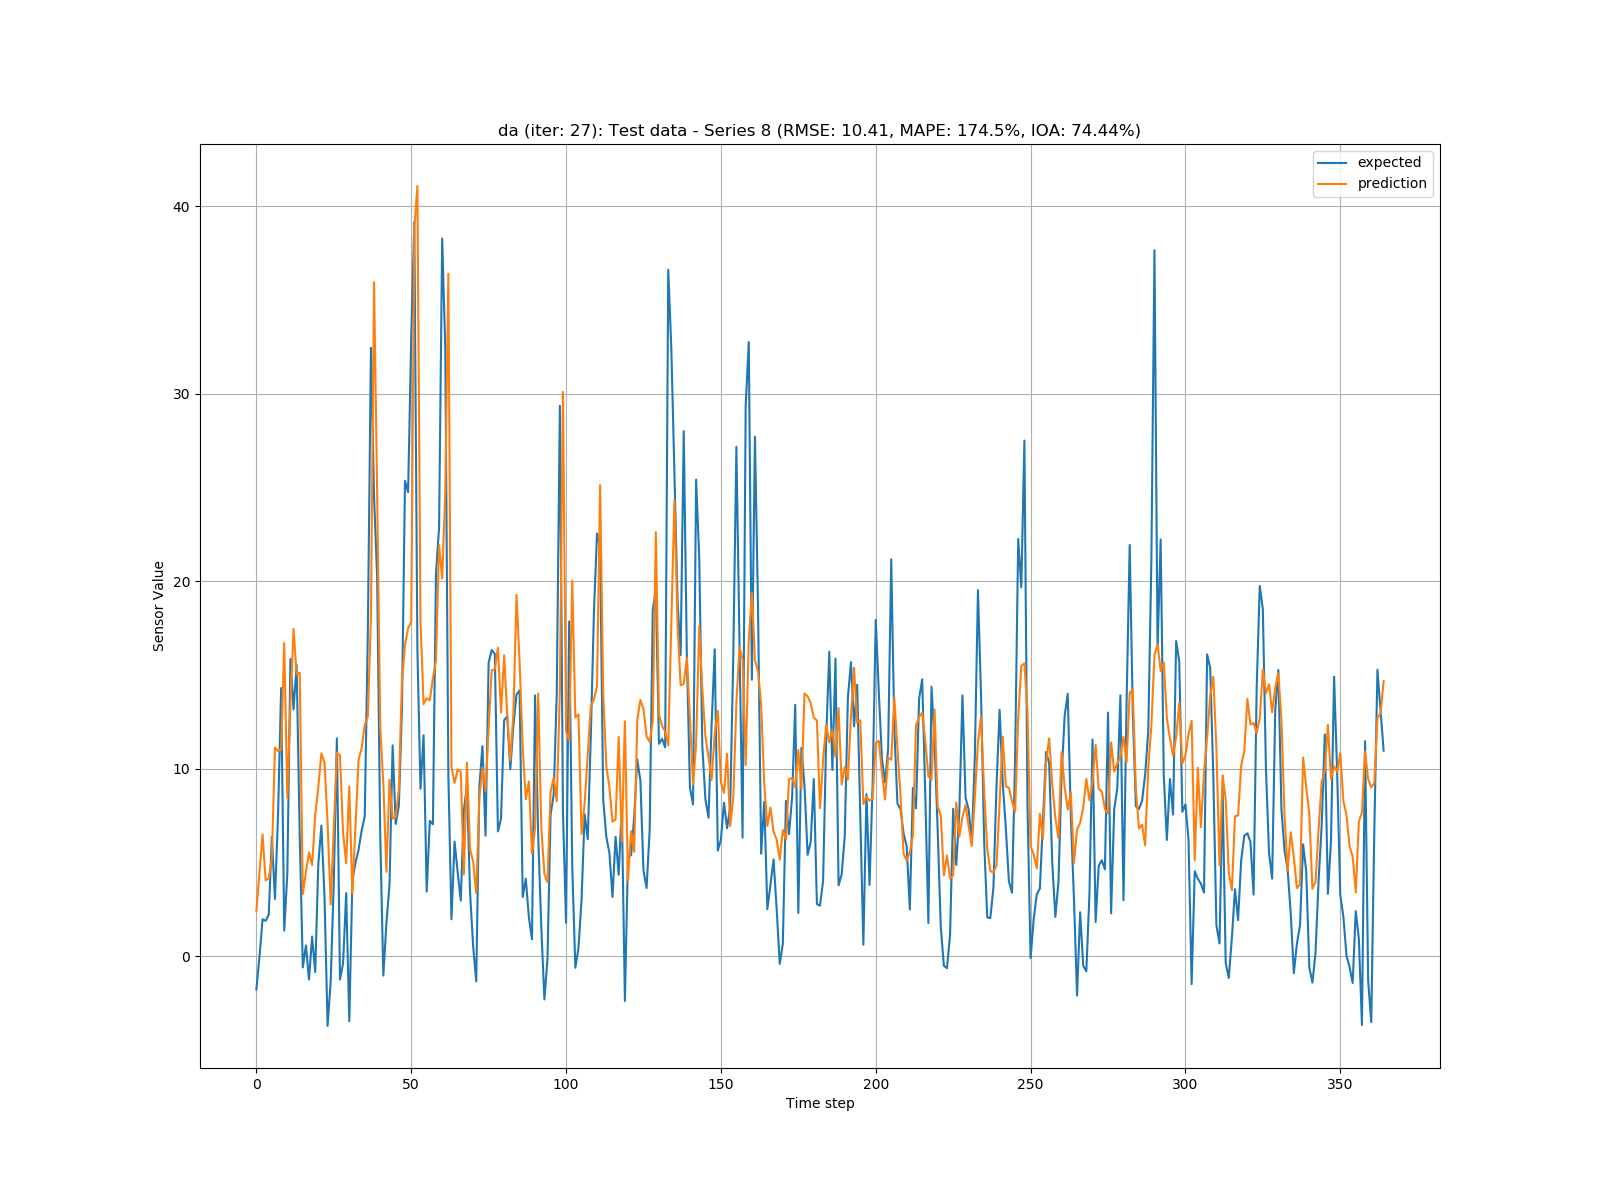 da (iter: 27): Test data - Series 8 (RMSE: 10.41, MAPE: 174.5%, IOA: 74.44%)
expected
prediction
40
30
20
10
0
Sensor Value
0 50 100 150 200 250 300 350
Time step